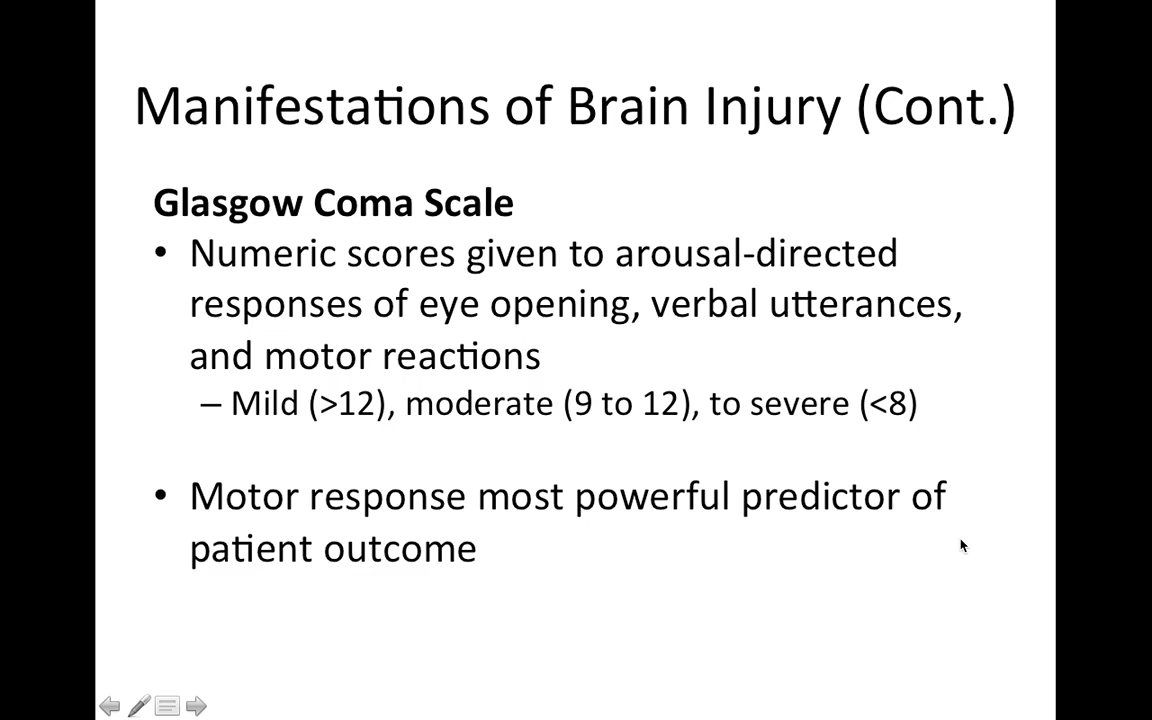 Manifestations of Brain Injury (Cont.)
Glasgow Coma Scale
• Numeric scores given to arousal-directed
responses of eye opening, verbal utterances,
and motor reactions
– Mild (>12), moderate (9 to 12), to severe (<8)
• Motor response most powerful predictor of
patient outcome